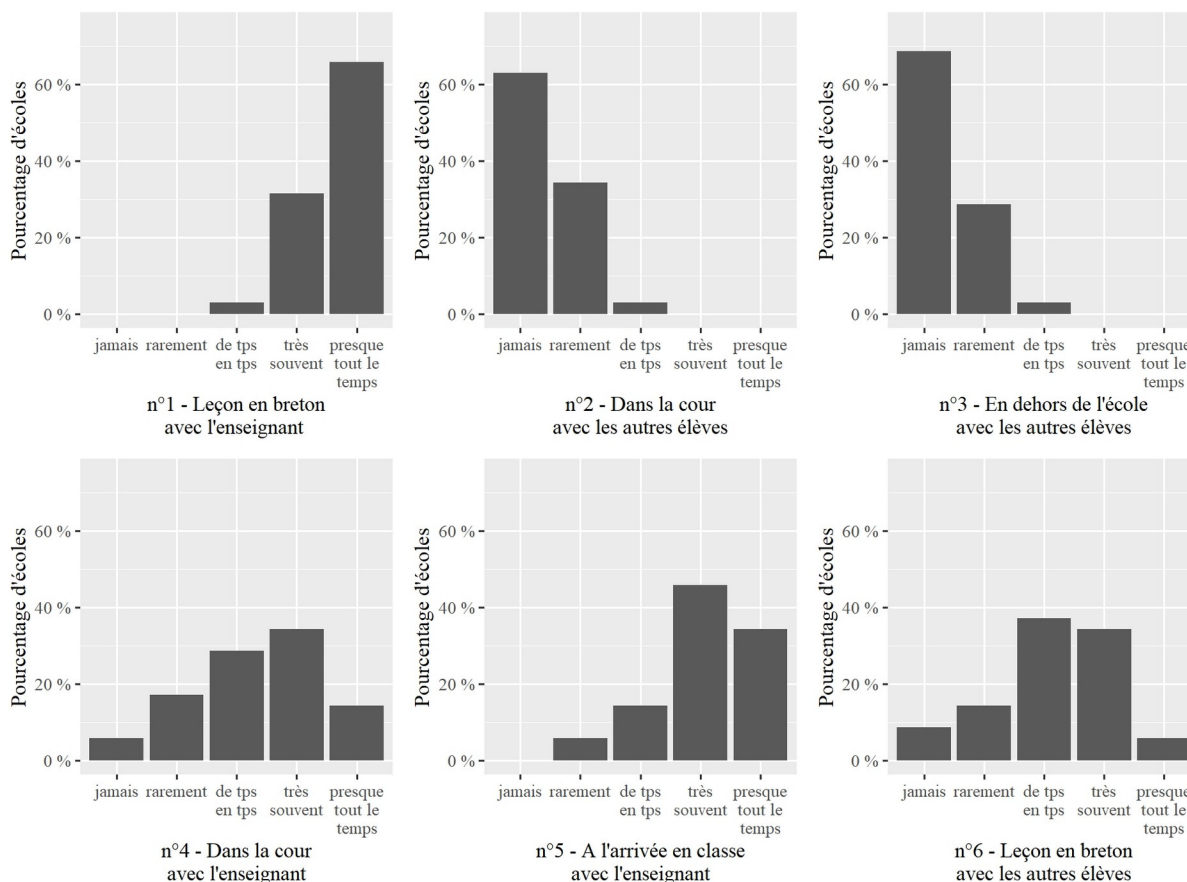 Pourcentage d'écoles
60 %
40 %
20 %
0 %
jamais rarement de tps en tps très souvent presque tout le temps
n°1 - Leçon en breton
avec l'enseignant
Pourcentage d'écoles
60 %
40 %
20 %
0 %
jamais rarement de tps en tps très souvent presque tout le temps
n°2 - Dans la cour
avec les autres élèves
Pourcentage d'écoles
60 %
40 %
20 %
0 %
jamais rarement de tps en tps très souvent presque tout le temps
n°3 - En dehors de l'école
avec les autres élèves
Pourcentage d'écoles
60 %
40 %
20 %
0 %
jamais rarement de tps en tps très souvent presque tout le temps
n°4 - Dans la cour
avec l'enseignant
Pourcentage d'écoles
60 %
40 %
20 %
0 %
jamais rarement de tps en tps très souvent presque tout le temps
n°5 - A l'arrivée en classe
avec l'enseignant
Pourcentage d'écoles
60 %
40 %
20 %
0 %
jamais rarement de tps en tps très souvent presque tout le temps
n°6 - Leçon en breton
avec les autres élèves